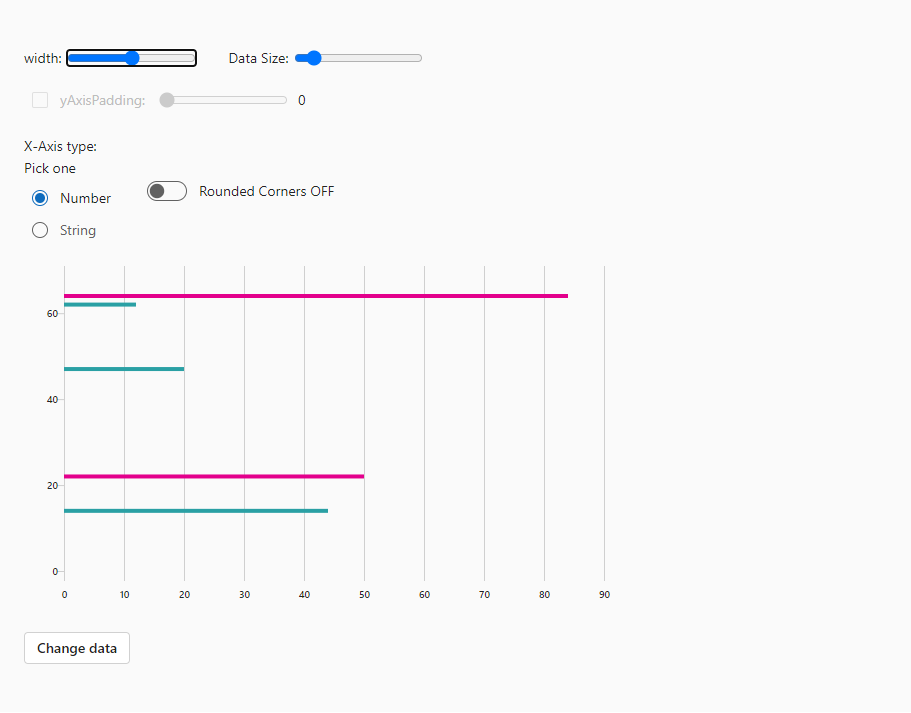 width: Data Size:
yAxisPadding: 0
X-Axis type:
Pick one
Number Rounded Corners OFF
String
60
40
20
0
0 10 20 30 40 50 60 70 80 90
Change data